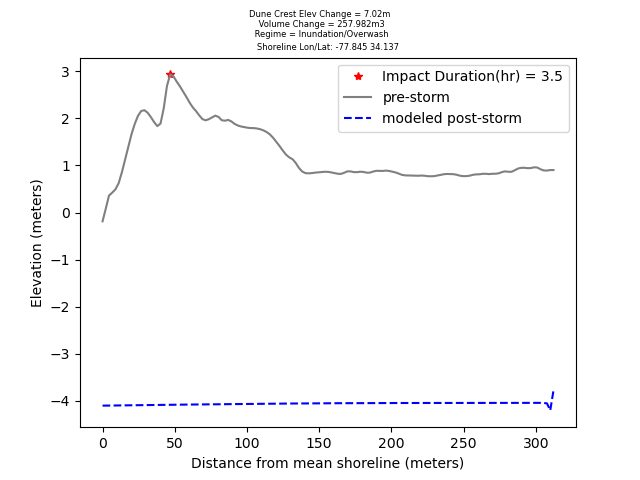 Dune Crest Elev Change = 7.02m
Volume Change = 257.982m3
Regime = Inundation/Overwash
Shoreline Lon/Lat: -77.845 34.137
Impact Duration(hr) = 3.5
pre-storm
modeled post-storm
3
2
1
0
−1
−2
−3
−4
Elevation (meters)
0 50 100 150 200 250 300
Distance from mean shoreline (meters)